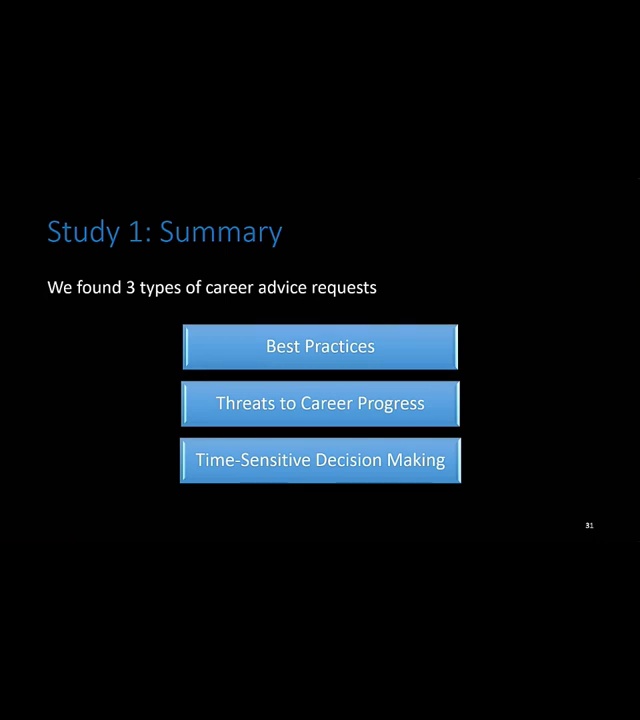 Study 1: Summary
We found 3 types of career advice requests
Best Practices
Threats to Career Progress
Time-Sensitive Decision Making
31